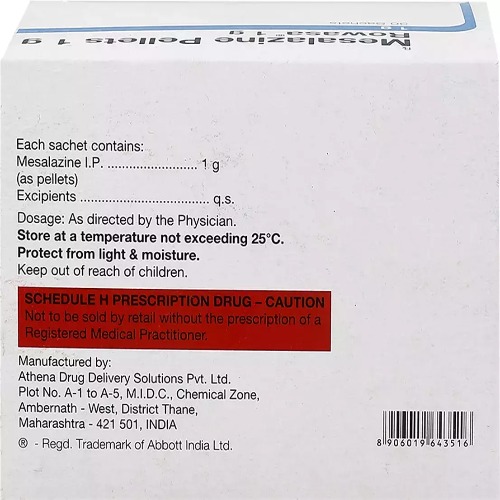 30 Sachets
Rowasa® 1 g
℞ Mesalazine Pellets 1 g
Each sachet contains:
Mesalazine I.P. .......................... 1 g
(as pellets)
Excipients ..................................... q.s.
Dosage: As directed by the Physician.
Store at a temperature not exceeding 25°C.
Protect from light & moisture.
Keep out of reach of children.
SCHEDULE H PRESCRIPTION DRUG – CAUTION
Not to be sold by retail without the prescription of a
Registered Medical Practitioner.
Manufactured by:
Athena Drug Delivery Solutions Pvt. Ltd.
Plot No. A-1 to A-5, M.I.D.C., Chemical Zone,
Ambernath - West, District Thane,
Maharashtra - 421 501, INDIA
® - Regd. Trademark of Abbott India Ltd.
8 906019 643516